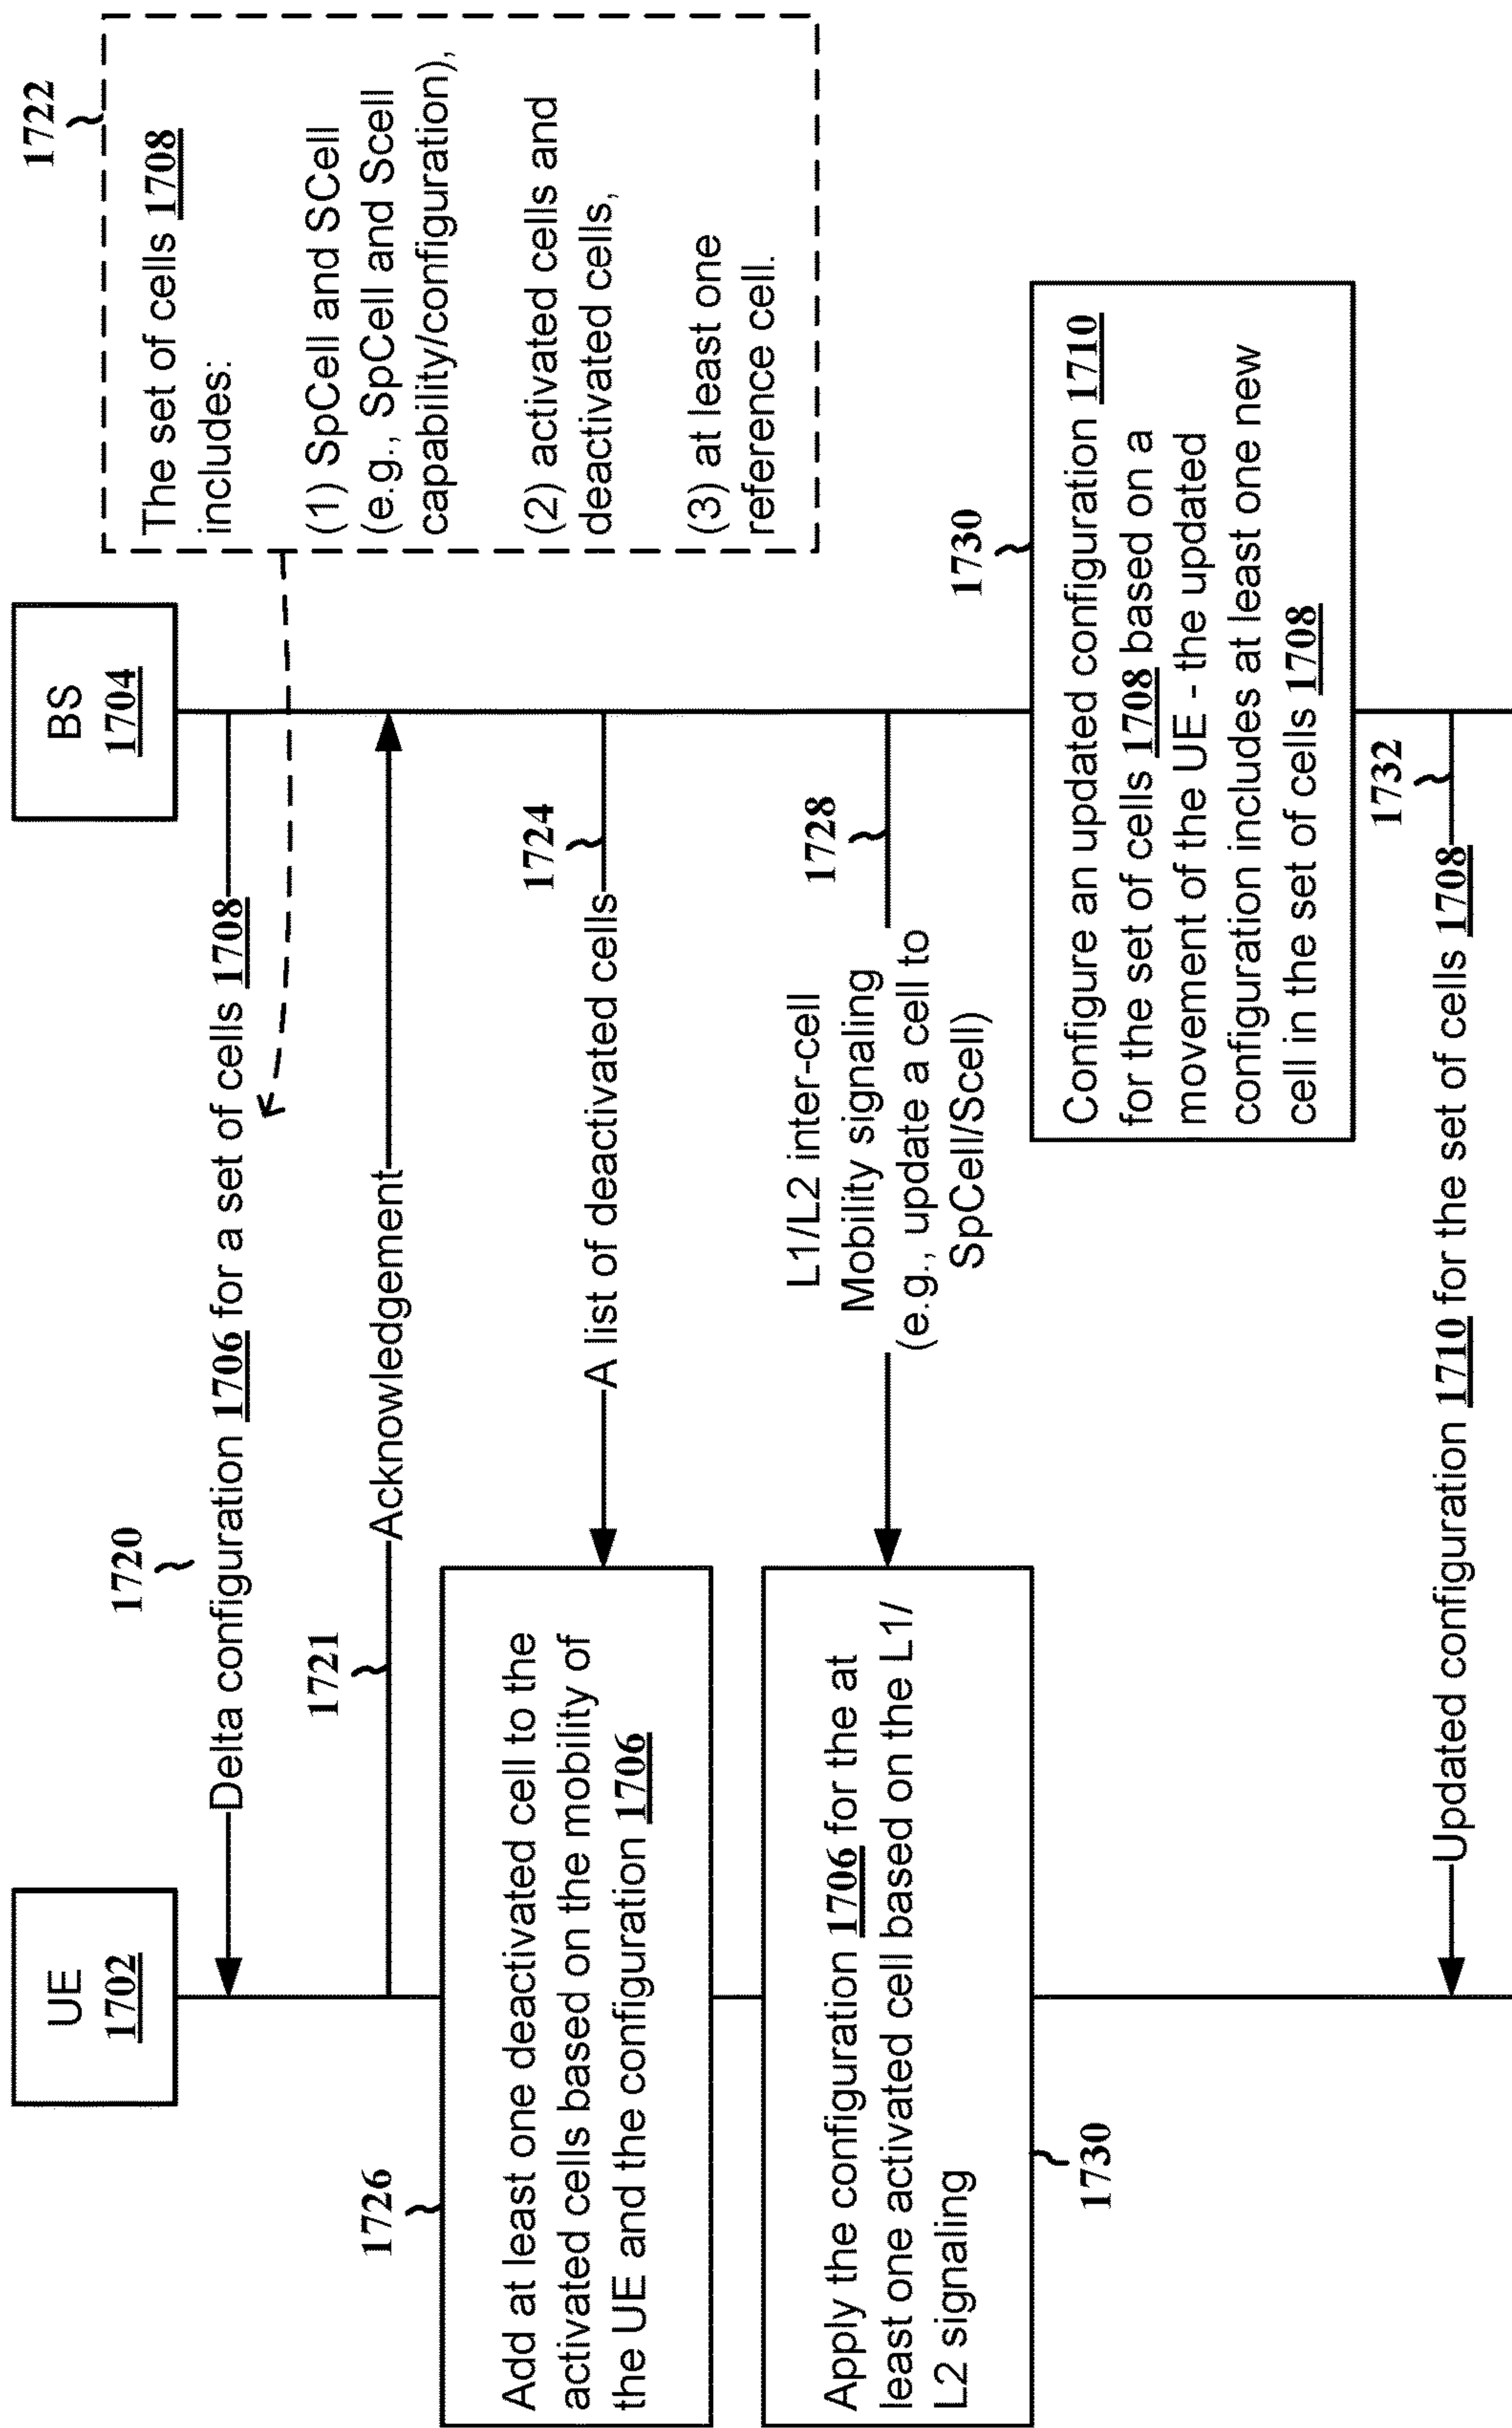 UE
1702
BS
1704
1720
Delta configuration 1706 for a set of cells 1708
1722
The set of cells 1708
includes:
(1) SpCell and SCell
(e.g., SpCell and Scell
capability/configuration),
(2) activated cells and
deactivated cells,
(3) at least one
reference cell.
1721
Acknowledgement
1724
A list of deactivated cells
1726
Add at least one deactivated cell to the
activated cells based on the mobility of
the UE and the configuration 1706
1728
L1/L2 inter-cell
Mobility signaling
(e.g., update a cell to
SpCell/Scell)
Apply the configuration 1706 for the at
least one activated cell based on the L1/
L2 signaling
1730
1730
Configure an updated configuration 1710
for the set of cells 1708 based on a
movement of the UE - the updated
configuration includes at least one new
cell in the set of cells 1708
1732
Updated configuration 1710 for the set of cells 1708